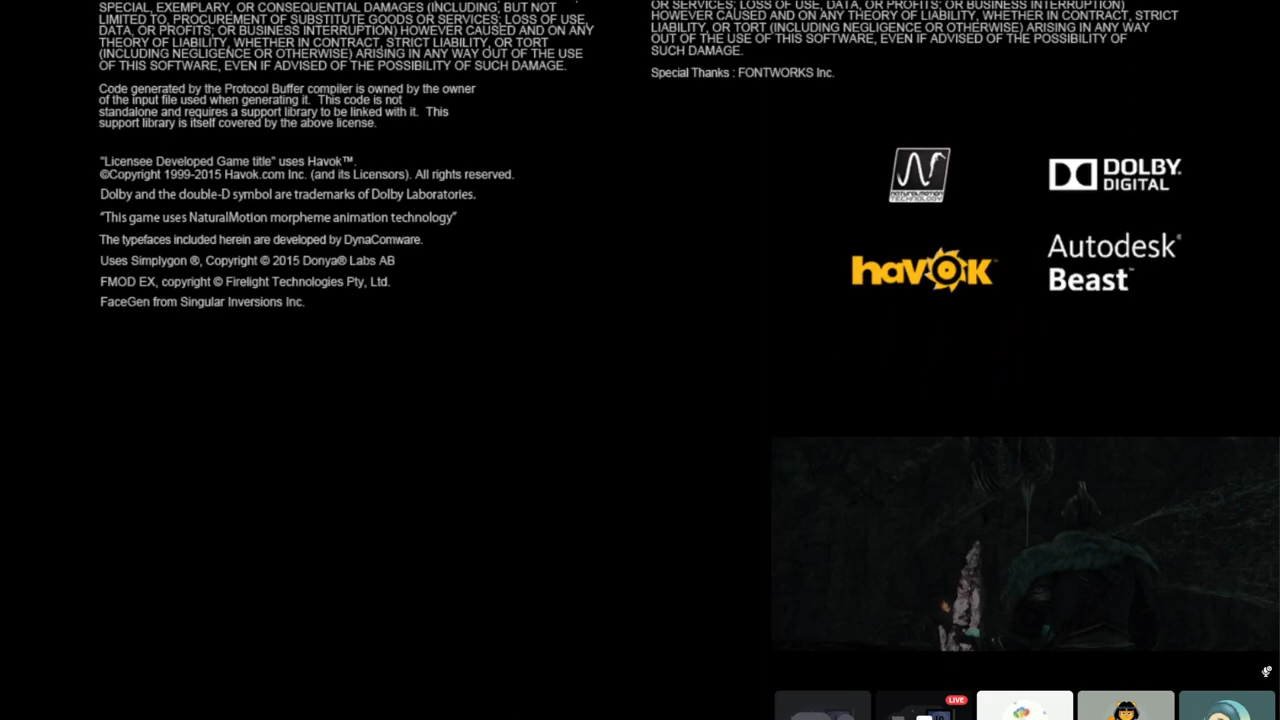 SPECIAL, EXEMPLARY, OR CONSEQUENTIAL DAMAGES (INCLUDING, BUT NOT
LIMITED TO, PROCUREMENT OF SUBSTITUTE GOODS OR SERVICES; LOSS OF USE,
DATA, OR PROFITS; OR BUSINESS INTERRUPTION) HOWEVER CAUSED AND ON ANY
THEORY OF LIABILITY, WHETHER IN CONTRACT, STRICT LIABILITY, OR TORT
(INCLUDING NEGLIGENCE OR OTHERWISE) ARISING IN ANY WAY OUT OF THE USE
OF THIS SOFTWARE, EVEN IF ADVISED OF THE POSSIBILITY OF SUCH DAMAGE.
Code generated by the Protocol Buffer compiler is owned by the owner
of the input file used when generating it. This code is not
standalone and requires a support library to be linked with it. This
support library is itself covered by the above license.
"Licensee Developed Game title" uses Havok™.
©Copyright 1999-2015 Havok.com Inc. (and its Licensors). All rights reserved.
Dolby and the double-D symbol are trademarks of Dolby Laboratories.
"This game uses NaturalMotion morpheme animation technology"
The typefaces included herein are developed by DynaComware.
Uses Simplygon ®, Copyright © 2015 Donya® Labs AB
FMOD EX, copyright © Firelight Technologies Pty, Ltd.
FaceGen from Singular Inversions Inc.
OR SERVICES; LOSS OF USE, DATA, OR PROFITS; OR BUSINESS INTERRUPTION)
HOWEVER CAUSED AND ON ANY THEORY OF LIABILITY, WHETHER IN CONTRACT, STRICT
LIABILITY, OR TORT (INCLUDING NEGLIGENCE OR OTHERWISE) ARISING IN ANY WAY
OUT OF THE USE OF THIS SOFTWARE, EVEN IF ADVISED OF THE POSSIBILITY OF
SUCH DAMAGE.
Special Thanks : FONTWORKS Inc.
NATURALMOTION
TECHNOLOGY
DOLBY
DIGITAL
havok™
Autodesk®
Beast™
LIVE